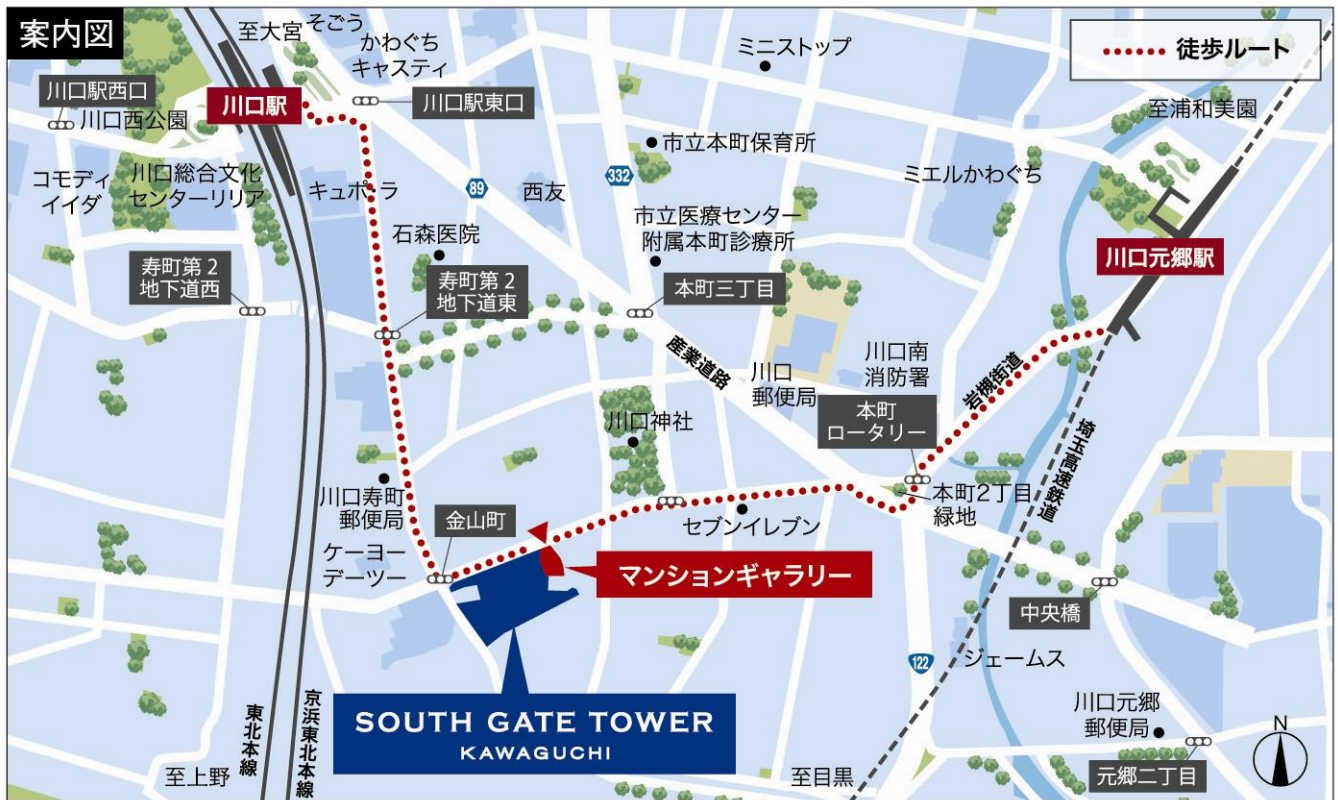 案内図
至大宮
そごう
かわぐち
キャスティ
ミニストップ
徒歩ルート
川口駅西口
川口駅
川口駅東口
川口西公園
至浦和美園
市立本町保育所
コモディ
イイダ
川口総合文化
センターリリア
キュポ・ラ
89
西友
332
ミエルかわぐち
石森医院
市立医療センター
附属本町診療所
川口元郷駅
寿町第2
地下道西
寿町第2
地下道東
本町三丁目
産業道路
川口
郵便局
川口南
消防署
岩槻街道
本町
ロータリー
川口神社
埼玉高速鉄道
川口寿町
郵便局
金山町
セブンイレブン
本町2丁目
緑地
ケーヨー
デーツー
マンションギャラリー
中央橋
122
ジェームス
SOUTH GATE TOWER
KAWAGUCHI
東北本線
京浜東北本線
川口元郷
郵便局
N
至上野
至目黒
元郷二丁目